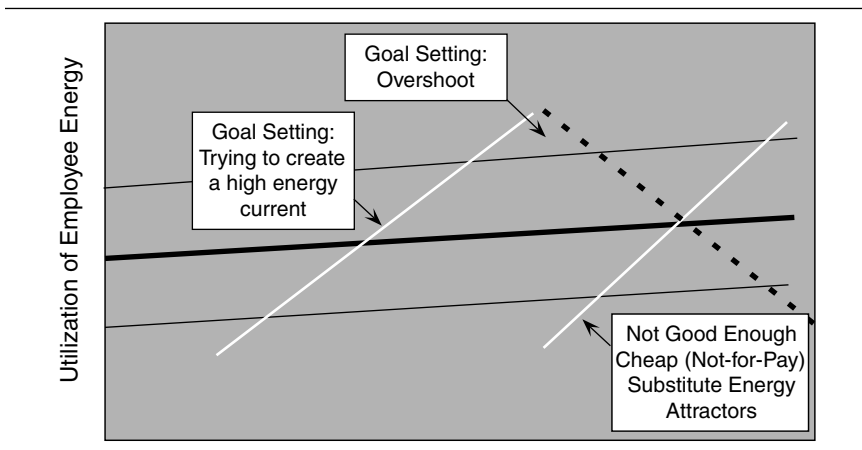 Utilization of Employee Energy
Goal Setting:
Overshoot
Goal Setting:
Trying to create
a high energy
current
Not Good Enough
Cheap (Not-for-Pay)
Substitute Energy
Attractors